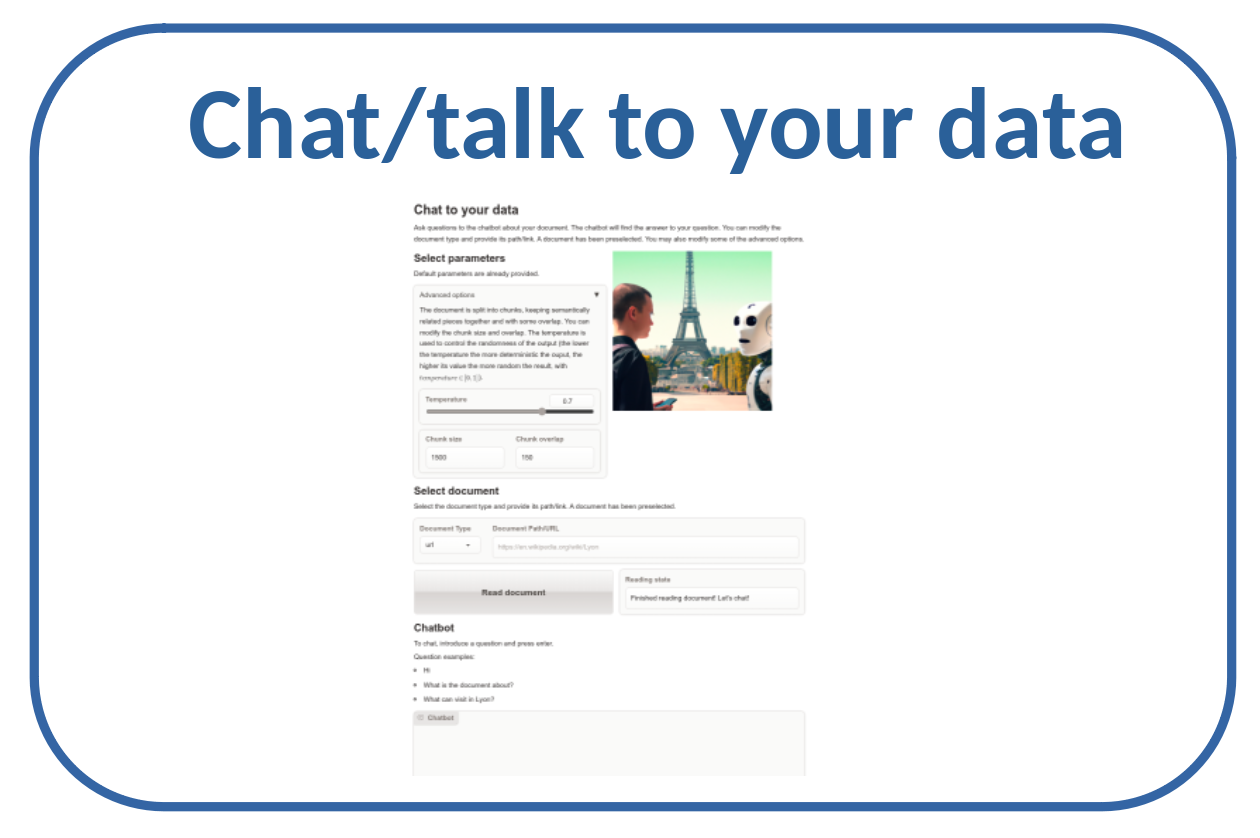 Chat/talk to your data
Chat to your data
Ask questions to the chatbot about your document. The chatbot will find the answer to your question. You can modify the
document type and provide its path/link. A document has been preselected. You may also modify some of the advanced options.
Select parameters
Default parameters are already provided.
Advanced options
The document is split into chunks, keeping semantically
related pieces together and with some overlap. You can
modify the chunk size and overlap. The temperature is
used to control the randomness of the output (the lower
the temperature the more deterministic the ouput, the
higher its value the more random the result, with
temperature ∈ [0, 1]).
Temperature
0.7
Chunk size
Chunk overlap
1500
150
Select document
Select the document type and provide its path/link. A document has been preselected.
Document Type
Document Path/URL
url
https://en.wikipedia.org/wiki/Lyon
Read document
Reading state
Finished reading document! Let's chat!
Chatbot
To chat, introduce a question and press enter.
Question examples:
• Hi
• What is the document about?
• What can visit in Lyon?
Chatbot